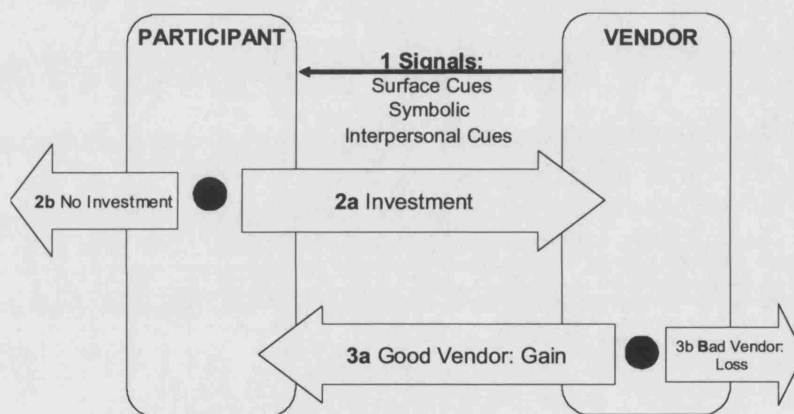 PARTICIPANT
VENDOR
1 Signals:
Surface Cues
Symbolic
Interpersonal Cues
2b No Investment
2a Investment
3a Good Vendor: Gain
3b Bad Vendor:
Loss